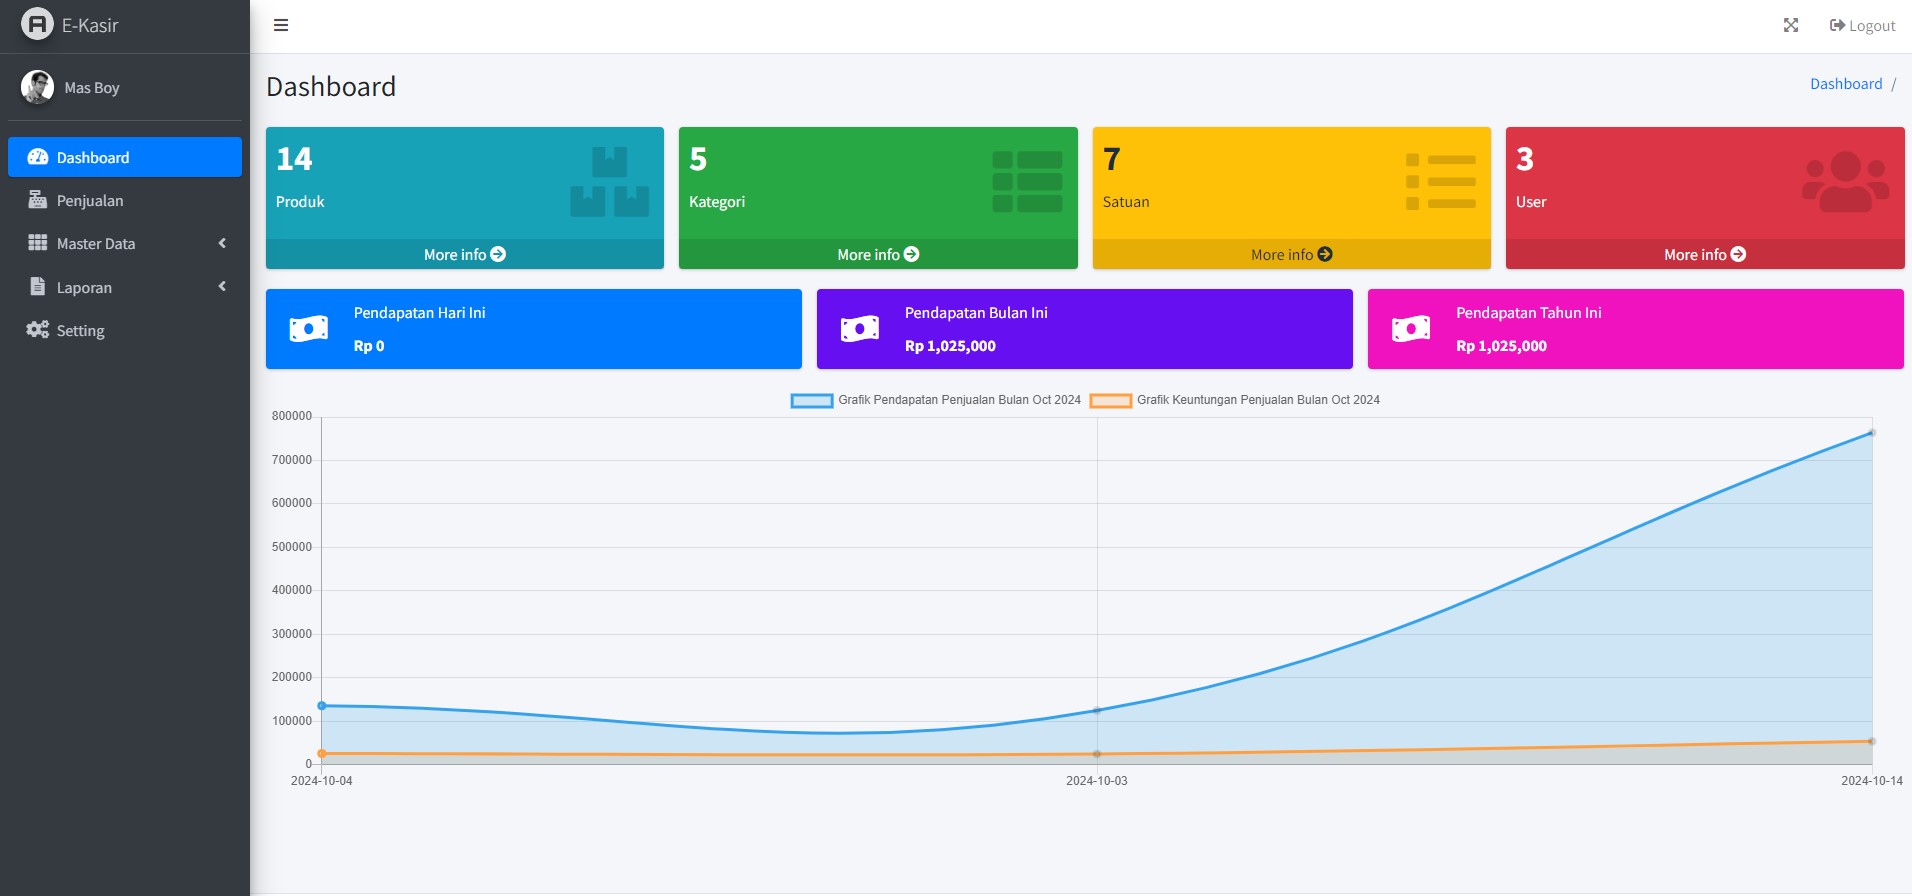 E-Kasir
Logout
Mas Boy
Dashboard
Dashboard /
Dashboard
Penjualan
Master Data
Laporan
Setting
14
Produk
More info
5
Kategori
More info
7
Satuan
More info
3
User
More info
Pendapatan Hari Ini
Rp 0
Pendapatan Bulan Ini
Rp 1,025,000
Pendapatan Tahun Ini
Rp 1,025,000
Grafik Pendapatan Penjualan Bulan Oct 2024
Grafik Keuntungan Penjualan Bulan Oct 2024
800000
700000
600000
500000
400000
300000
200000
100000
0
2024-10-04
2024-10-03
2024-10-14